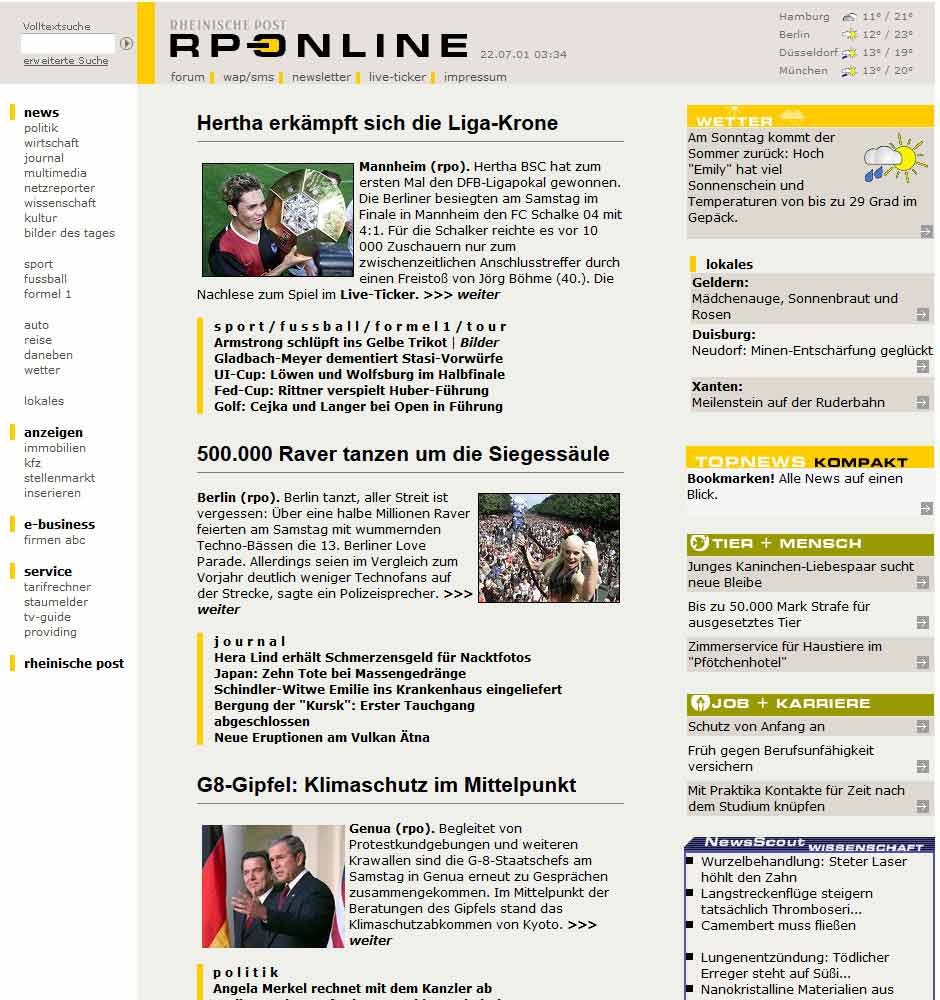 Volltextsuche
erweiterte Suche
RHEINISCHE POST
RP ONLINE
22.07.01 03:34
forum
wap/sms
newsletter
live-ticker
impressum
Hamburg 11° / 21°
Berlin 12° / 23°
Düsseldorf 13° / 19°
München 13° / 20°
news
politik
wirtschaft
journal
multimedia
netzreporter
wissenschaft
kultur
bilder des tages
sport
fussball
formel 1
auto
reise
daneben
wetter
lokales
anzeigen
immobilien
kfz
stellenmarkt
inserieren
e-business
firmen abc
service
tarifrechner
staumelder
tv-guide
providing
rheinische post
Hertha erkämpft sich die Liga-Krone
Mannheim (rpo). Hertha BSC hat zum
ersten Mal den DFB-Ligapokal gewonnen.
Die Berliner besiegten am Samstag im
Finale in Mannheim den FC Schalke 04 mit
4:1. Für die Schalker reichte es vor 10
000 Zuschauern nur zum
zwischenzeitlichen Anschlusstreffer durch
einen Freistoß von Jörg Böhme (40.). Die
Nachlese zum Spiel im Live-Ticker. >>> weiter
sport/fussball/formel1/tour
Armstrong schlüpft ins Gelbe Trikot | Bilder
Gladbach-Meyer dementiert Stasi-Vorwürfe
UI-Cup: Löwen und Wolfsburg im Halbfinale
Fed-Cup: Rittner verspielt Huber-Führung
Golf: Cejka und Langer bei Open in Führung
500.000 Raver tanzen um die Siegessäule
Berlin (rpo). Berlin tanzt, aller Streit ist
vergessen: Über eine halbe Millionen Raver
feierten am Samstag mit wummernden
Techno-Bässen die 13. Berliner Love
Parade. Allerdings seien im Vergleich zum
Vorjahr deutlich weniger Technofans auf
der Strecke, sagte ein Polizeisprecher. >>>
weiter
journal
Hera Lind erhält Schmerzensgeld für Nacktfotos
Japan: Zehn Tote bei Massengedränge
Schindler-Witwe Emilie ins Krankenhaus eingeliefert
Bergung der "Kursk": Erster Tauchgang
abgeschlossen
Neue Eruptionen am Vulkan Ätna
G8-Gipfel: Klimaschutz im Mittelpunkt
Genua (rpo). Begleitet von
Protestkundgebungen und weiteren
Krawallen sind die G-8-Staatschefs am
Samstag in Genua erneut zu Gesprächen
zusammengekommen. Im Mittelpunkt der
Beratungen des Gipfels stand das
Klimaschutzabkommen von Kyoto. >>>
weiter
politik
Angela Merkel rechnet mit dem Kanzler ab
WETTER
Am Sonntag kommt der
Sommer zurück: Hoch
"Emily" hat viel
Sonnenschein und
Temperaturen von bis zu 29 Grad im
Gepäck.
lokales
Geldern:
Mädchenauge, Sonnenbraut und
Rosen
Duisburg:
Neudorf: Minen-Entschärfung geglückt
Xanten:
Meilenstein auf der Ruderbahn
TOPNEWS KOMPAKT
Bookmarken! Alle News auf einen
Blick.
TIER + MENSCH
Junges Kaninchen-Liebespaar sucht
neue Bleibe
Bis zu 50.000 Mark Strafe für
ausgesetztes Tier
Zimmerservice für Haustiere im
"Pfötchenhotel"
JOB + KARRIERE
Schutz von Anfang an
Früh gegen Berufsunfähigkeit
versichern
Mit Praktika Kontakte für Zeit nach
dem Studium knüpfen
NewsScout WISSENSCHAFT
Wurzelbehandlung: Steter Laser
höhlt den Zahn
Langstreckenflüge steigern
tatsächlich Thromboseri...
Camembert muss fließen
Lungenentzündung: Tödlicher
Erreger steht auf Süßi...
Nanokristalline Materialien aus